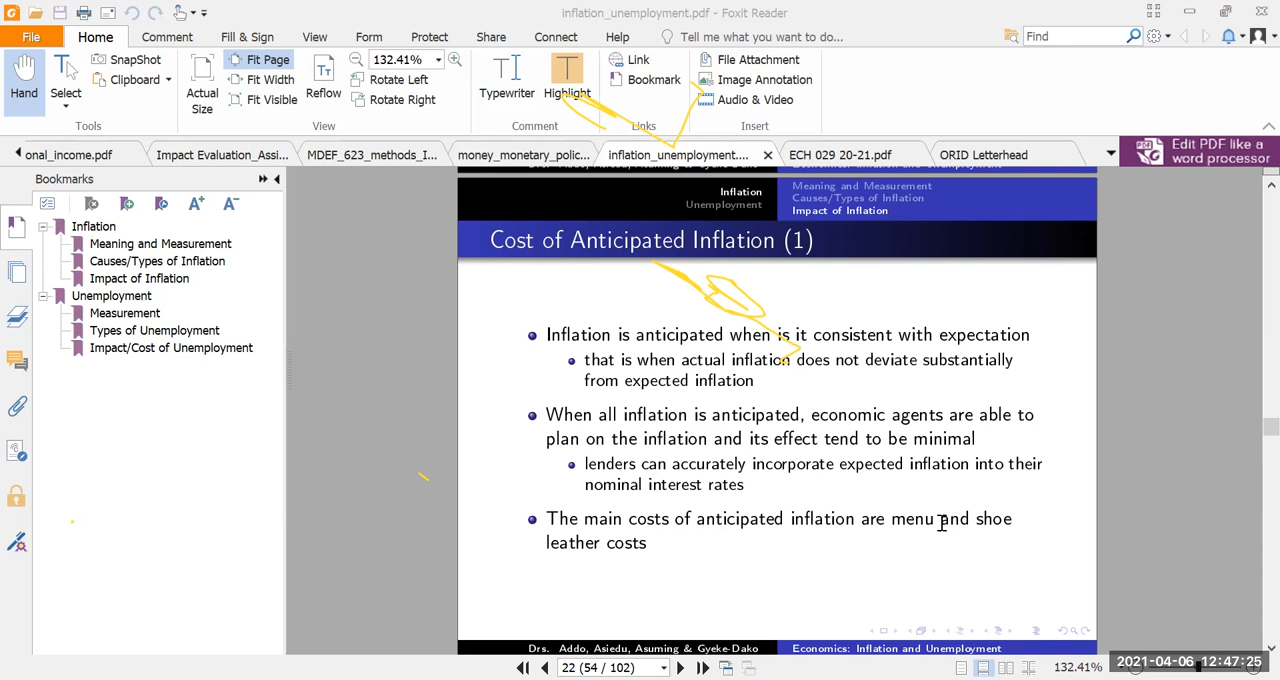 inflation_unemployment.pdf - Foxit Reader
File Home Comment Fill & Sign View Form Protect Share Connect Help Tell me what you want to do... Find
Hand
Select
SnapShot
Clipboard
Tools
Actual
Size
Fit Page
Fit Width
Fit Visible
Reflow
132.41%
Rotate Left
Rotate Right
View
Typewriter
Highlight
Comment
Link
Bookmark
Links
File Attachment
Image Annotation
Audio & Video
Insert
onal_income.pdf Impact Evaluation_Assi... MDEF_623_methods_I... money_monetary_polic... inflation_unemployment.... ECH 029 20-21.pdf ORID Letterhead
Edit PDF like a
word processor
Bookmarks
Inflation
Meaning and Measurement
Causes/Types of Inflation
Impact of Inflation
Unemployment
Measurement
Types of Unemployment
Impact/Cost of Unemployment
Inflation
Unemployment
Meaning and Measurement
Causes/Types of Inflation
Impact of Inflation
Cost of Anticipated Inflation (1)
Inflation is anticipated when is it consistent with expectation
that is when actual inflation does not deviate substantially
from expected inflation
When all inflation is anticipated, economic agents are able to
plan on the inflation and its effect tend to be minimal
lenders can accurately incorporate expected inflation into their
nominal interest rates
The main costs of anticipated inflation are menu and shoe
leather costs
Drs. Addo, Asiedu, Asuming & Gyeke-Dako Economics: Inflation and Unemployment
22 (54 / 102)
132.41%
2021-04-06 12:47:25